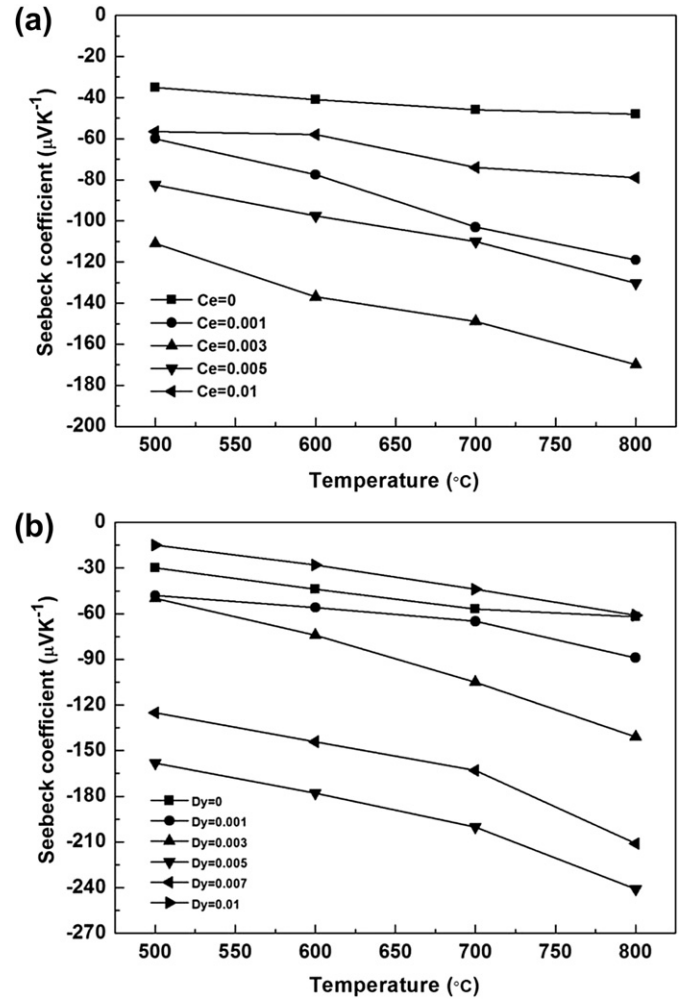 (a)
Seebeck coefficient (μVK⁻¹)
0
-20
-40
-60
-80
-100
-120
-140
-160
-180
-200
Ce=0
Ce=0.001
Ce=0.003
Ce=0.005
Ce=0.01
500 550 600 650 700 750 800
Temperature (°C)
(b)
Seebeck coefficient (μVK⁻¹)
0
-30
-60
-90
-120
-150
-180
-210
-240
-270
Dy=0
Dy=0.001
Dy=0.003
Dy=0.005
Dy=0.007
Dy=0.01
500 550 600 650 700 750 800
Temperature (°C)